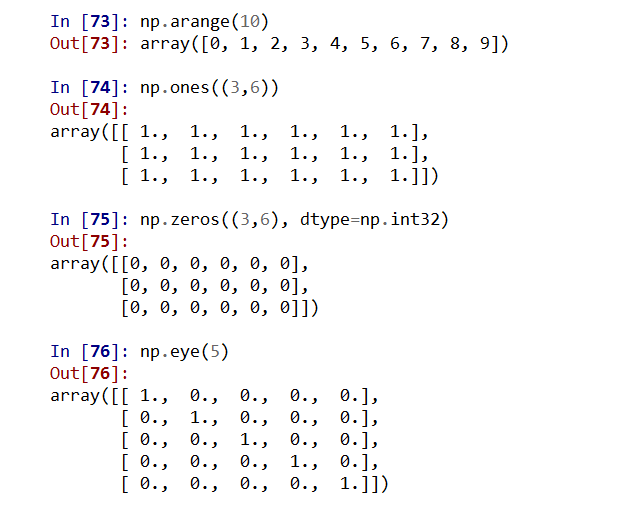 In [73]: np.arange(10)
Out[73]: array([0, 1, 2, 3, 4, 5, 6, 7, 8, 9])
In [74]: np.ones((3,6))
Out[74]:
array([[ 1.,  1.,  1.,  1.,  1.,  1.],
       [ 1.,  1.,  1.,  1.,  1.,  1.],
       [ 1.,  1.,  1.,  1.,  1.,  1.]])
In [75]: np.zeros((3,6), dtype=np.int32)
Out[75]:
array([[0, 0, 0, 0, 0, 0],
       [0, 0, 0, 0, 0, 0],
       [0, 0, 0, 0, 0, 0]])
In [76]: np.eye(5)
Out[76]:
array([[ 1.,  0.,  0.,  0.,  0.],
       [ 0.,  1.,  0.,  0.,  0.],
       [ 0.,  0.,  1.,  0.,  0.],
       [ 0.,  0.,  0.,  1.,  0.],
       [ 0.,  0.,  0.,  0.,  1.]])